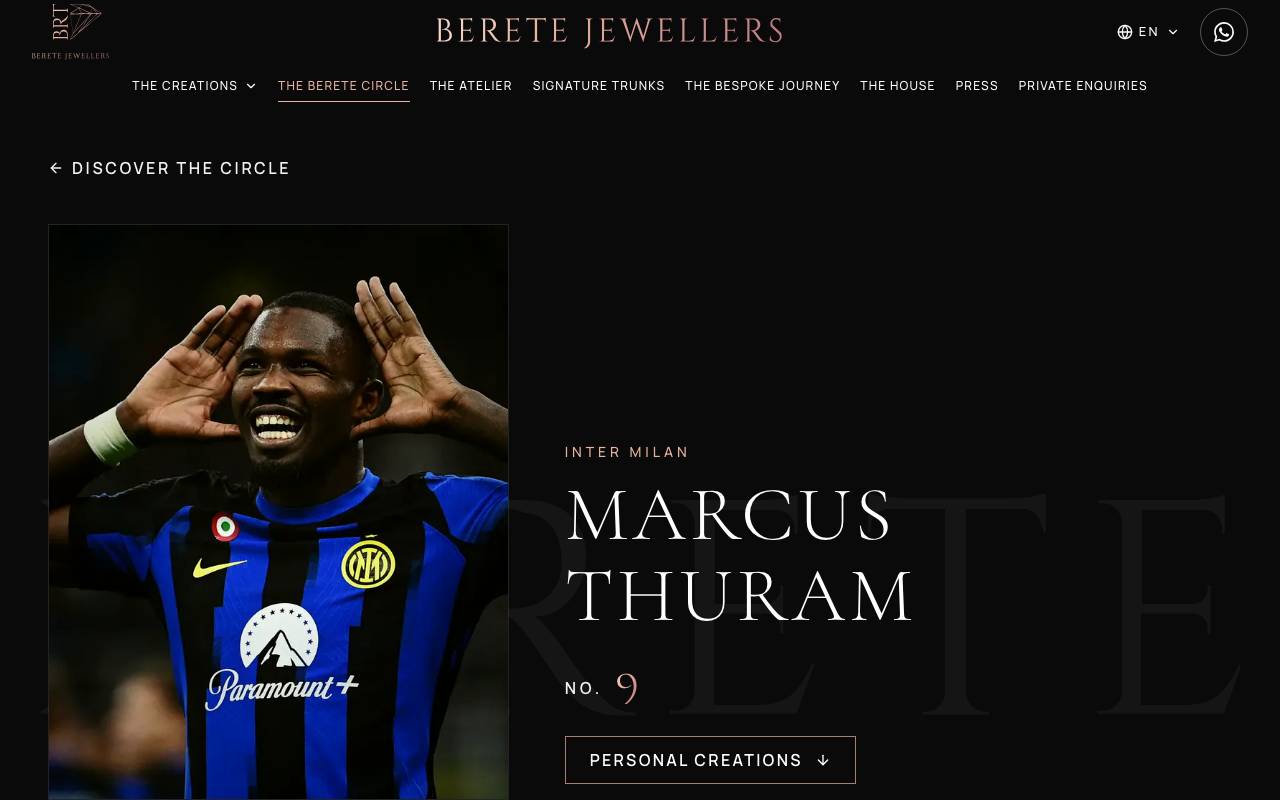 BRT
BERETE JEWELLERS
BERETE JEWELLERS
EN
THE CREATIONS
THE BERETE CIRCLE
THE ATELIER
SIGNATURE TRUNKS
THE BESPOKE JOURNEY
THE HOUSE
PRESS
PRIVATE ENQUIRIES
DISCOVER THE CIRCLE
Paramount+
INTER MILAN
MARCUS
THURAM
NO. 9
PERSONAL CREATIONS
RETE